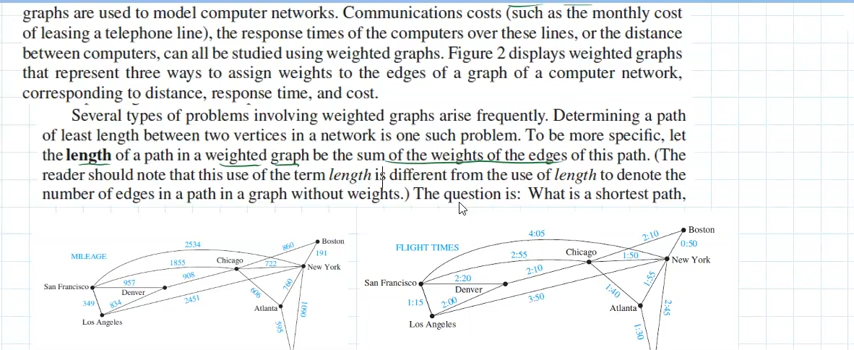 graphs are used to model computer networks. Communications costs (such as the monthly cost
of leasing a telephone line), the response times of the computers over these lines, or the distance
between computers, can all be studied using weighted graphs. Figure 2 displays weighted graphs
that represent three ways to assign weights to the edges of a graph of a computer network,
corresponding to distance, response time, and cost.
Several types of problems involving weighted graphs arise frequently. Determining a path
of least length between two vertices in a network is one such problem. To be more specific, let
the length of a path in a weighted graph be the sum of the weights of the edges of this path. (The
reader should note that this use of the term length is different from the use of length to denote the
number of edges in a path in a graph without weights.) The question is: What is a shortest path,
MILEAGE
2534
860
Boston
191
1855
Chicago
722
New York
908
San Francisco
957
Denver
349
834
2451
606
760
Atlanta
1090
Los Angeles
595
FLIGHT TIMES
4:05
2:10
Boston
0:50
2:55
Chicago
1:50
New York
2:10
San Francisco
2:20
Denver
1:15
2:00
3:50
1:40
1:55
Atlanta
2:45
Los Angeles
1:30